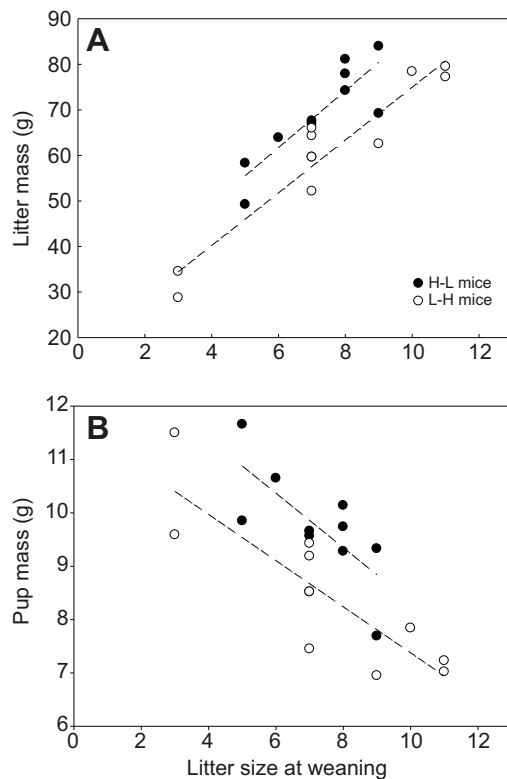 A
Litter mass (g)
90
80
70
60
50
40
30
20
0 2 4 6 8 10 12
H-L mice
L-H mice
B
Pup mass (g)
12
11
10
9
8
7
6
0 2 4 6 8 10 12
Litter size at weaning